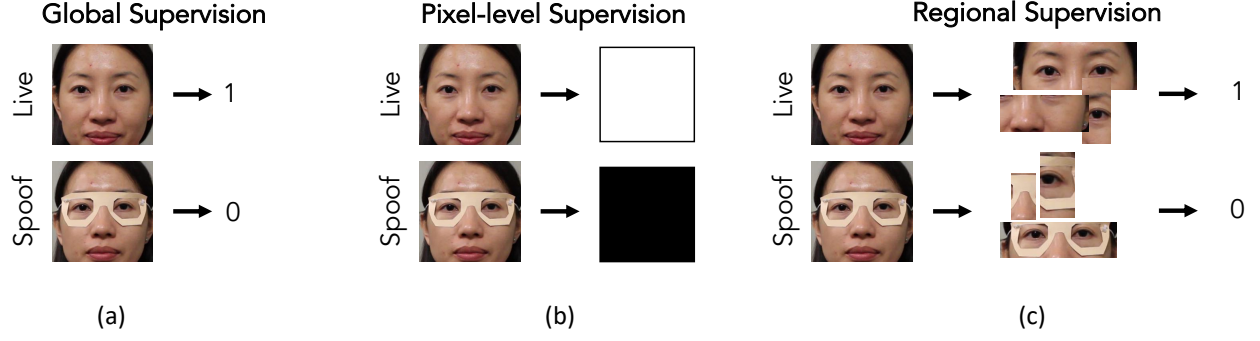 Global Supervision
Live
1
Spoof
0
(a)
Pixel-level Supervision
Live
Spoof
(b)
Regional Supervision
Live
1
Spoof
0
(c)